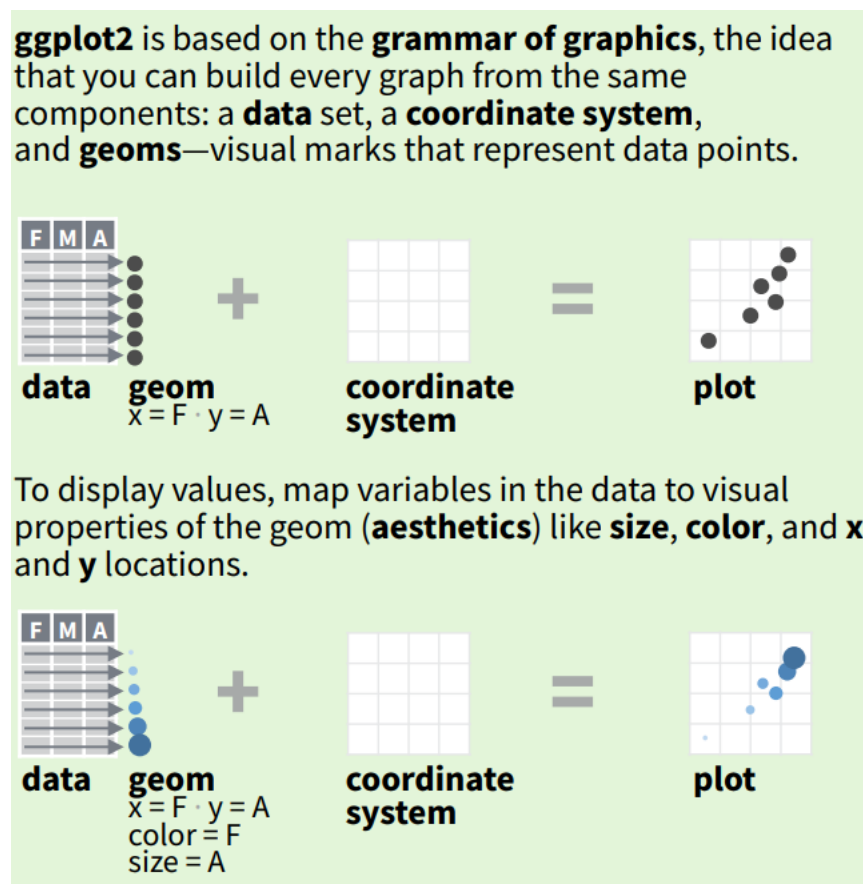 ggplot2 is based on the grammar of graphics, the idea
that you can build every graph from the same
components: a data set, a coordinate system,
and geoms—visual marks that represent data points.
F M A
+
=
data
geom
x = F · y = A
coordinate
system
plot
To display values, map variables in the data to visual
properties of the geom (aesthetics) like size, color, and x
and y locations.
F M A
+
=
data
geom
x = F · y = A
color = F
size = A
coordinate
system
plot